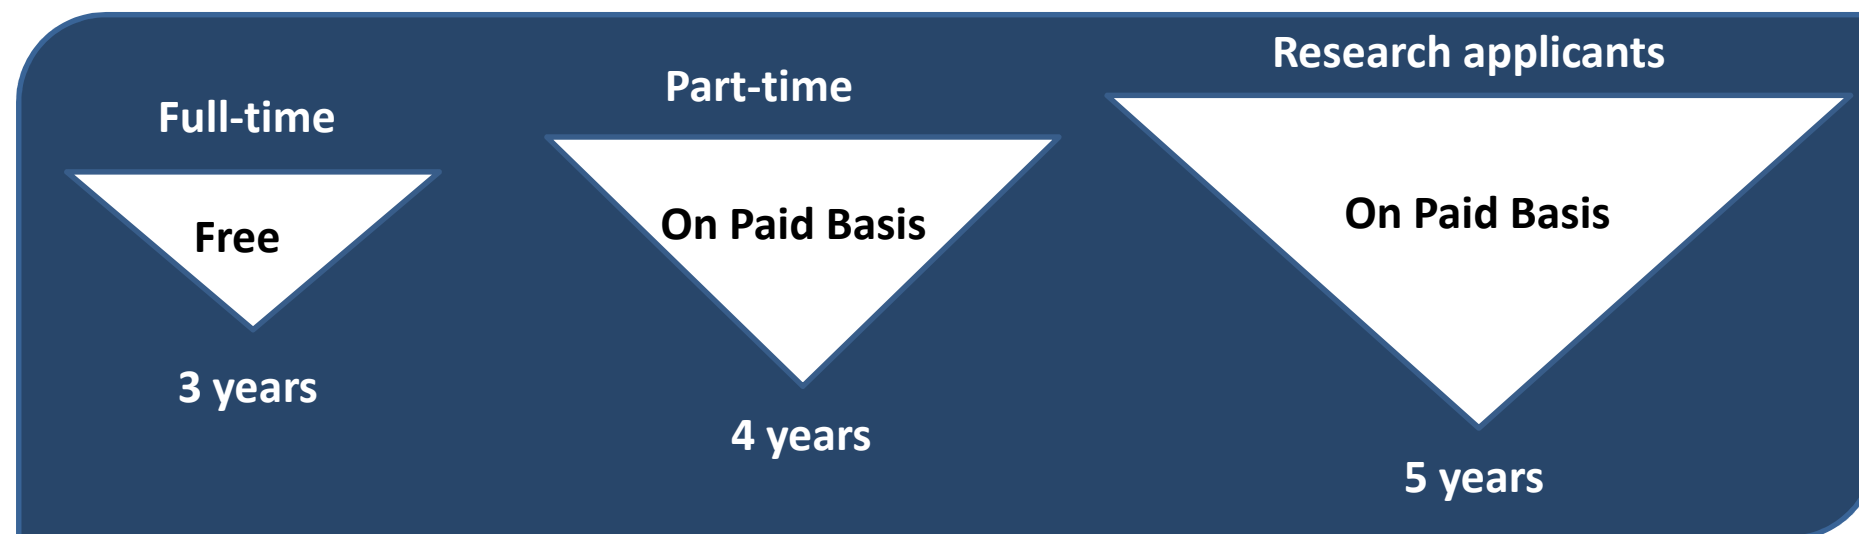 Full-time
Free
3 years
Part-time
On Paid Basis
4 years
Research applicants
On Paid Basis
5 years